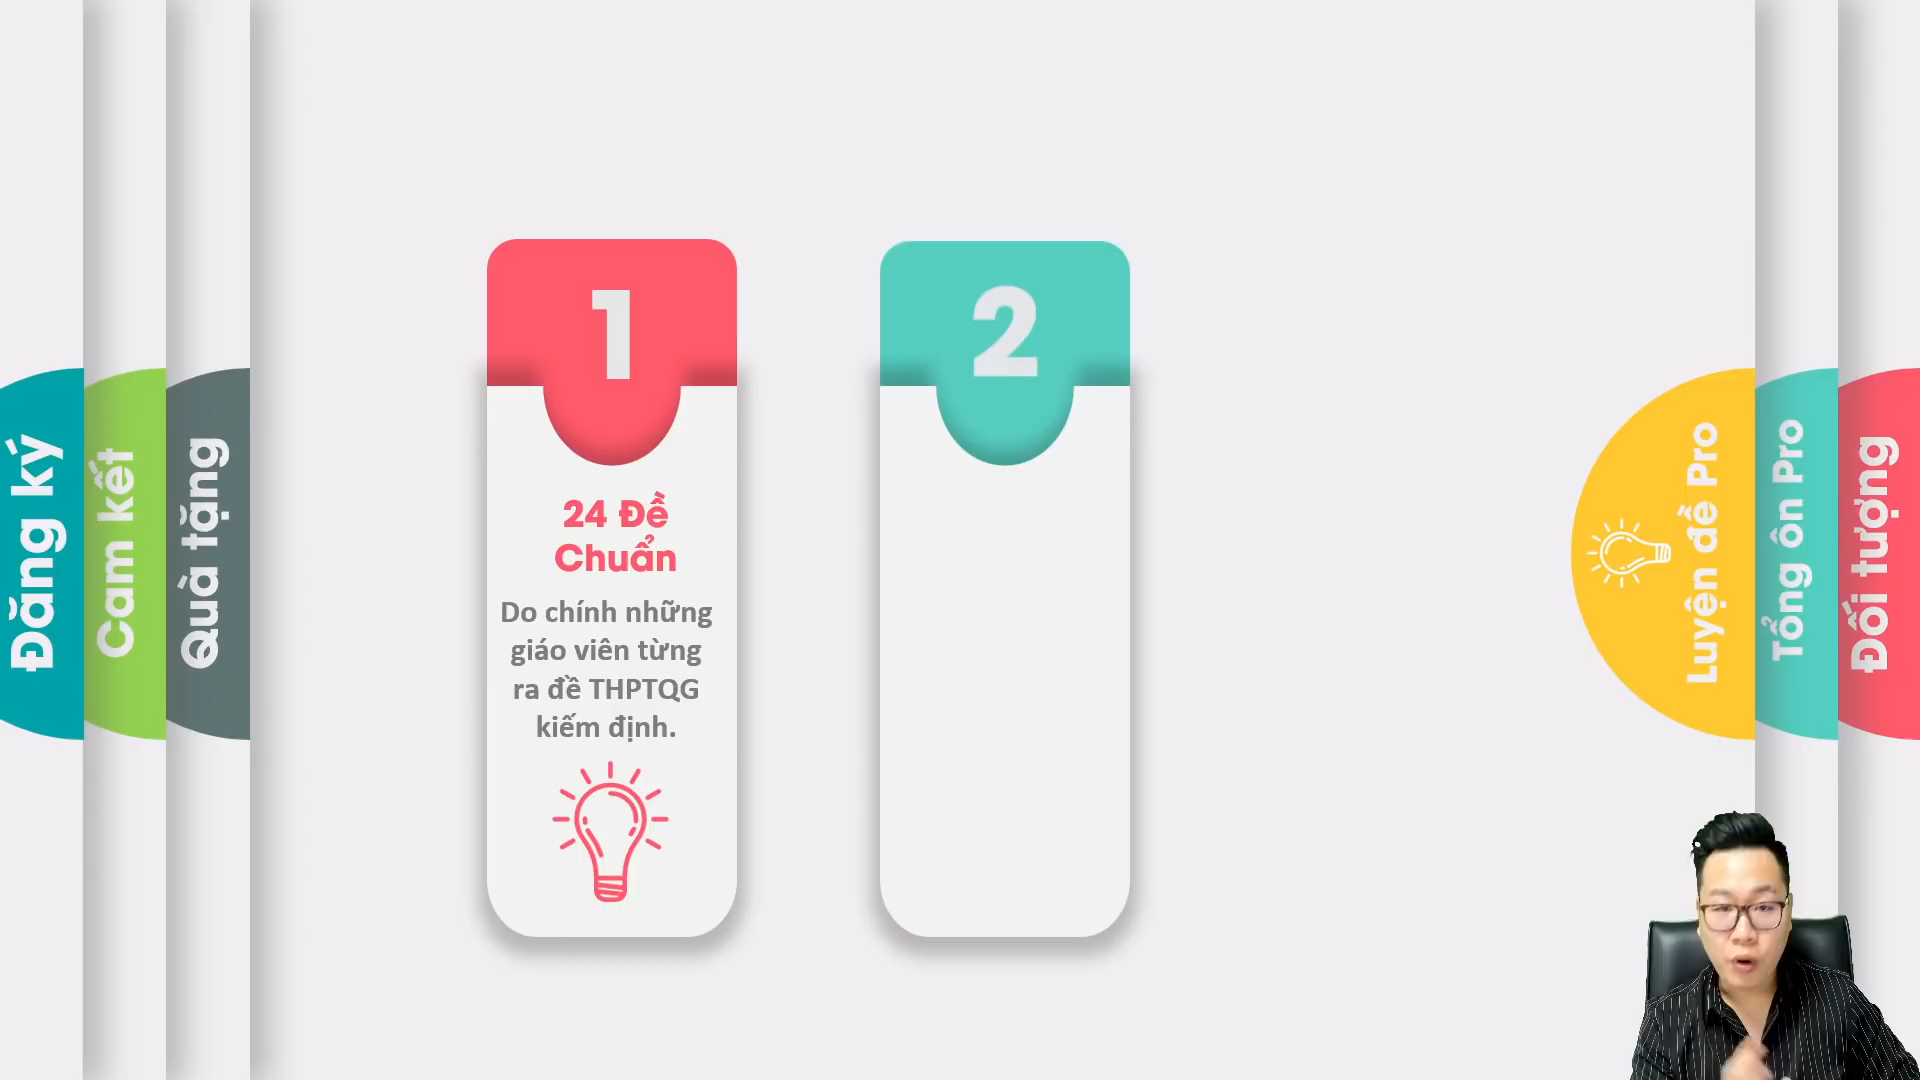 Đăng ký
Cam kết
Quà tặng
1
24 Đề
Chuẩn
Do chính những
giáo viên từng
ra đề THPTQG
kiếm định.
2
Luyện đề Pro
Tổng ôn Pro
Đối tượng